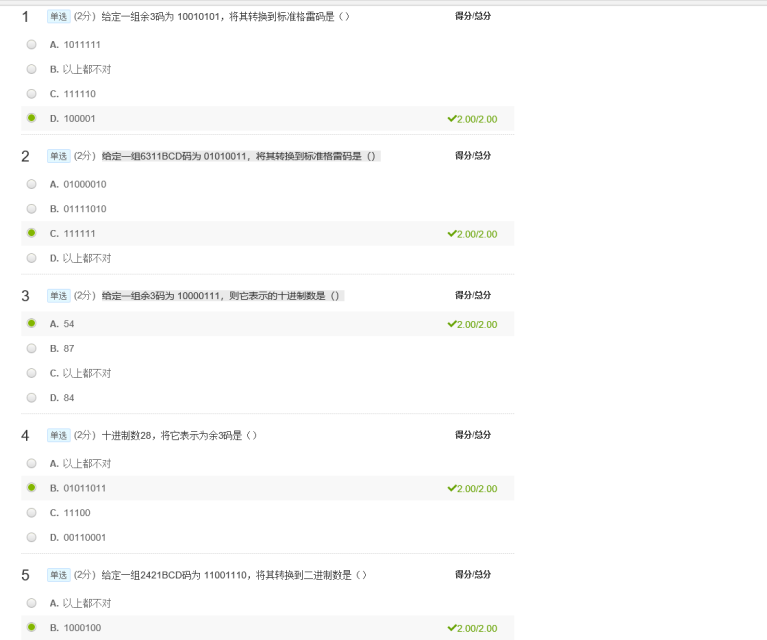 1 单选 (2分) 给定一组余3码为 10010101，将其转换到标准格雷码是（） 得分/总分
A. 1011111
B. 以上都不对
C. 111110
D. 100001 2.00/2.00
2 单选 (2分) 给定一组6311BCD码为 01010011，将其转换到标准格雷码是（） 得分/总分
A. 01000010
B. 01111010
C. 111111 2.00/2.00
D. 以上都不对
3 单选 (2分) 给定一组余3码为 10000111，则它表示的十进制数是（） 得分/总分
A. 54 2.00/2.00
B. 87
C. 以上都不对
D. 84
4 单选 (2分) 十进制数28，将它表示为余3码是（） 得分/总分
A. 以上都不对
B. 01011011 2.00/2.00
C. 11100
D. 00110001
5 单选 (2分) 给定一组2421BCD码为 11001110，将其转换到二进制数是（） 得分/总分
A. 以上都不对
B. 1000100 2.00/2.00